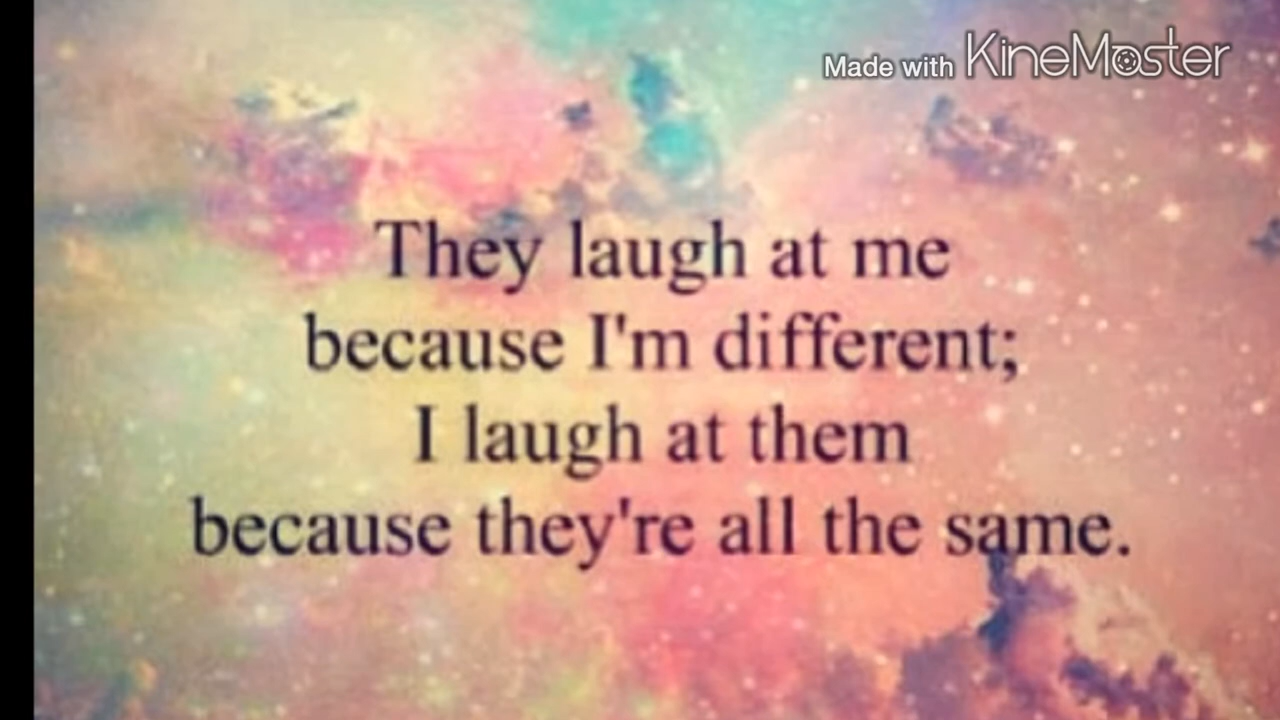 Made with KineMaster
They laugh at me
because I'm different;
I laugh at them
because they're all the same.